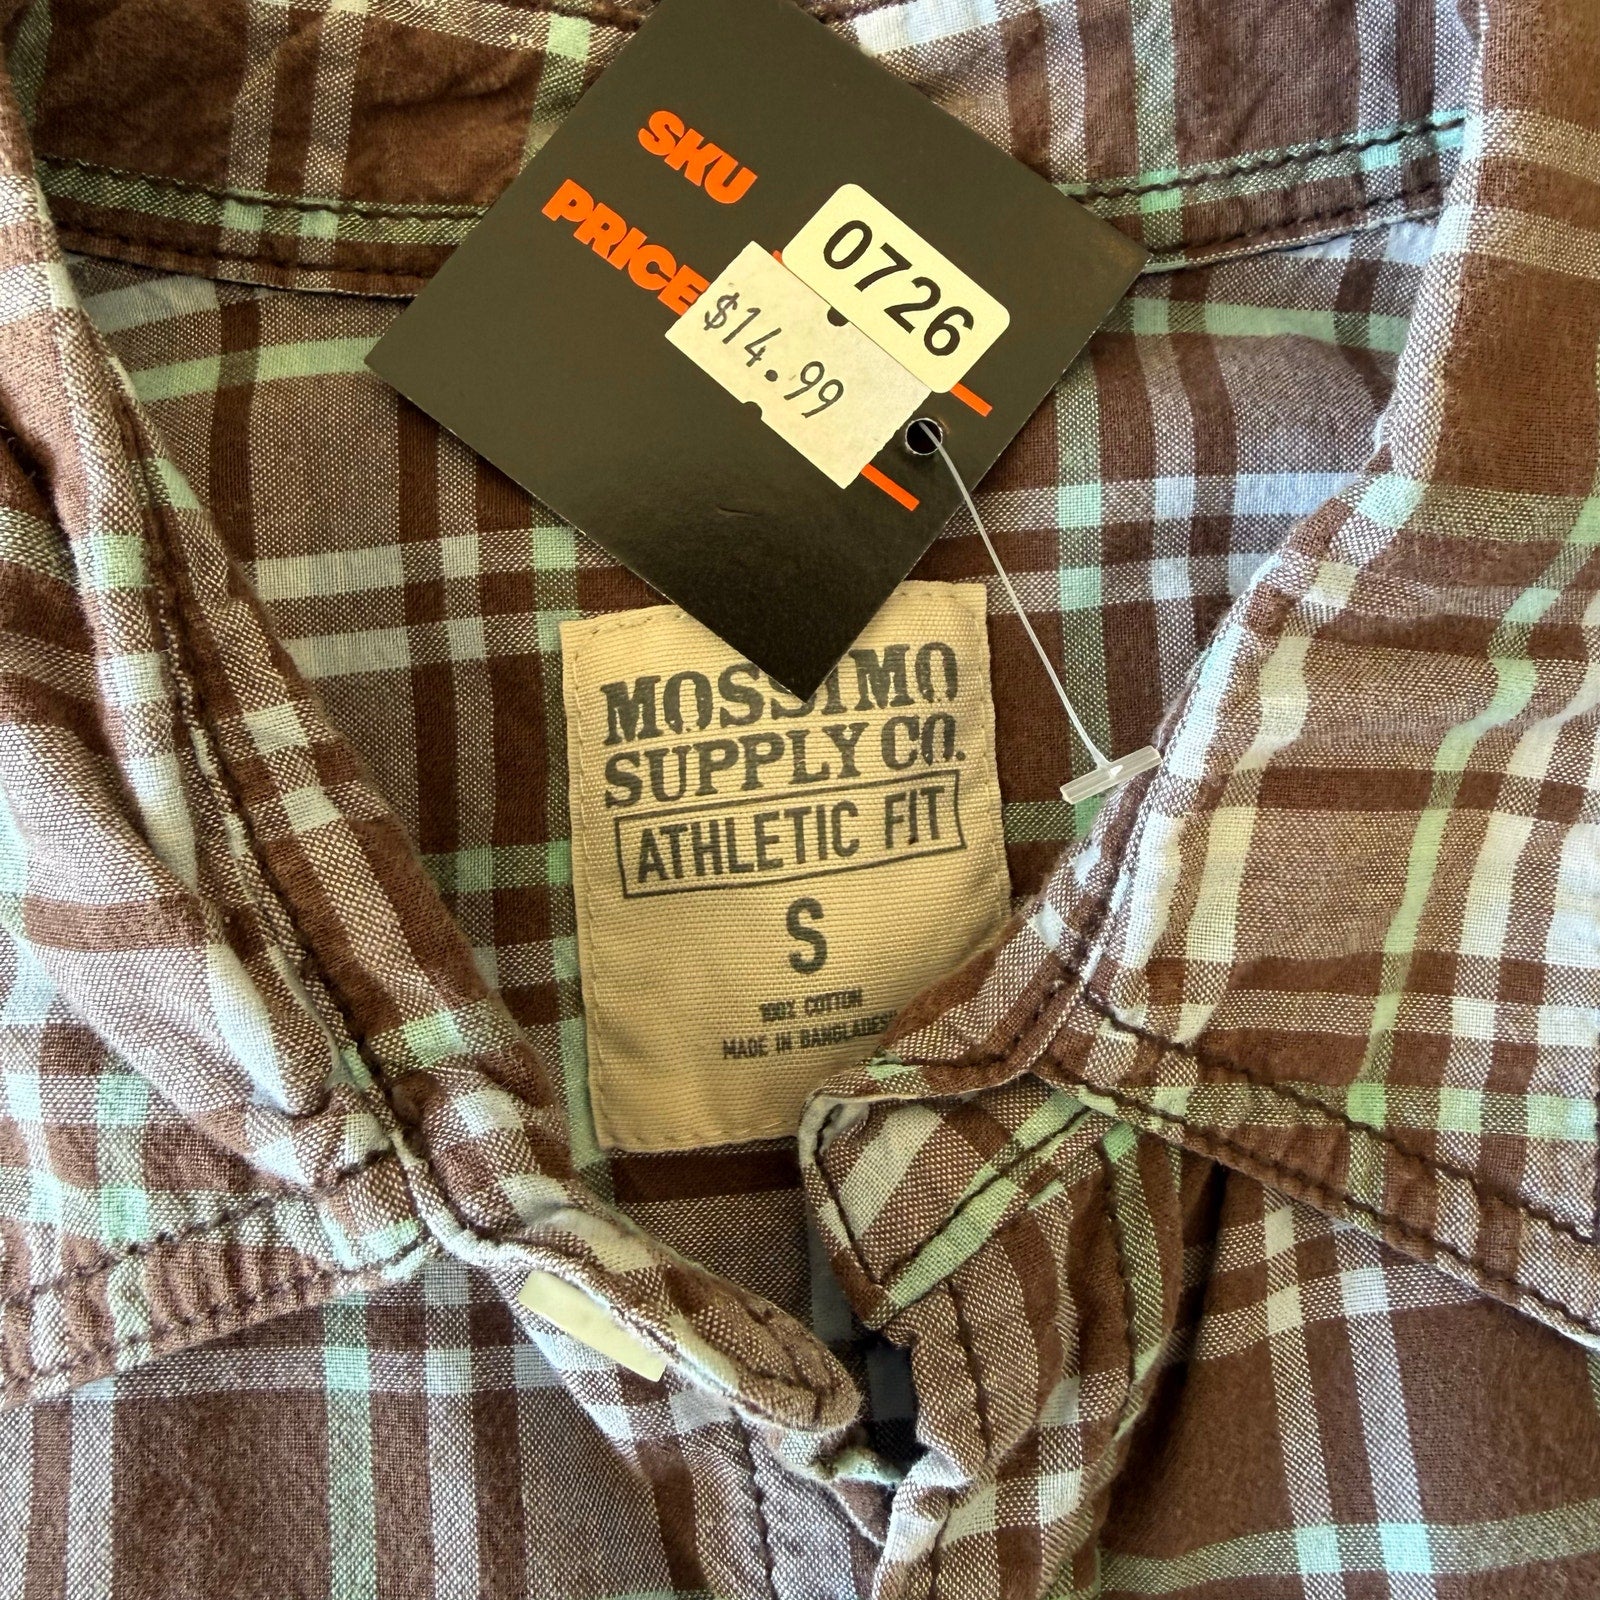 SKU
PRICE
0726
$14.99
MOSSIMO
SUPPLY CO.
ATHLETIC FIT
S
100% COTTON
MADE IN BANGLADESH